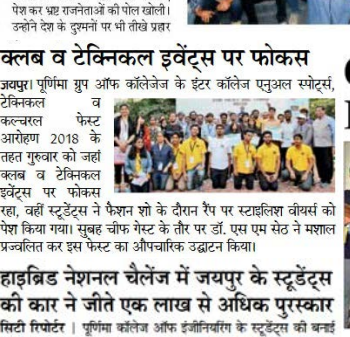 पेश कर भ्रष्ट राजनेताओं की पोल खोली।
उन्होंने देश के दुश्मनों पर भी तीखे प्रहार
क्लब व टेक्निकल इवेंट्स पर फोकस
जयपुर। पूर्णिमा ग्रुप ऑफ कॉलेजेज के इंटर कॉलेज एनुअल स्पोर्ट्स,
टेक्निकल व
कल्चरल फेस्ट
आरोहण 2018 के
तहत गुरुवार को जहां
क्लब व टेक्निकल
इवेंट्स पर फोकस
रहा, वहीं स्टूडेंट्स ने फैशन शो के दौरान रैंप पर स्टाइलिश वीयर्स को
पेश किया गया। सुबह चीफ गेस्ट के तौर पर डॉ. एस एम सेठ ने मशाल
प्रज्वलित कर इस फेस्ट का औपचारिक उद्घाटन किया।
हाइब्रिड नेशनल चैलेंज में जयपुर के स्टूडेंट्स
की कार ने जीते एक लाख से अधिक पुरस्कार
सिटी रिपोर्टर | पूर्णिमा कॉलेज ऑफ इंजीनियरिंग के स्टूडेंट्स की बनाई